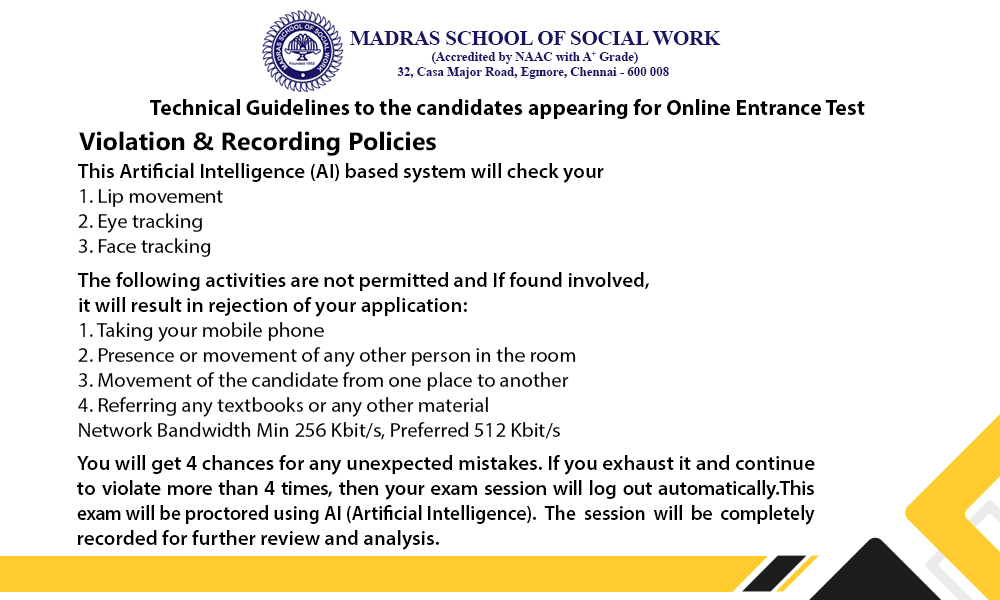 MADRAS SCHOOL OF SOCIAL WORK
Founded 1952
MADRAS SCHOOL OF SOCIAL WORK
(Accredited by NAAC with A+ Grade)
32, Casa Major Road, Egmore, Chennai - 600 008
Technical Guidelines to the candidates appearing for Online Entrance Test
Violation & Recording Policies
This Artificial Intelligence (AI) based system will check your
1. Lip movement
2. Eye tracking
3. Face tracking
The following activities are not permitted and If found involved,
it will result in rejection of your application:
1. Taking your mobile phone
2. Presence or movement of any other person in the room
3. Movement of the candidate from one place to another
4. Referring any textbooks or any other material
Network Bandwidth Min 256 Kbit/s, Preferred 512 Kbit/s
You will get 4 chances for any unexpected mistakes. If you exhaust it and continue
to violate more than 4 times, then your exam session will log out automatically.This
exam will be proctored using AI (Artificial Intelligence). The session will be completely
recorded for further review and analysis.